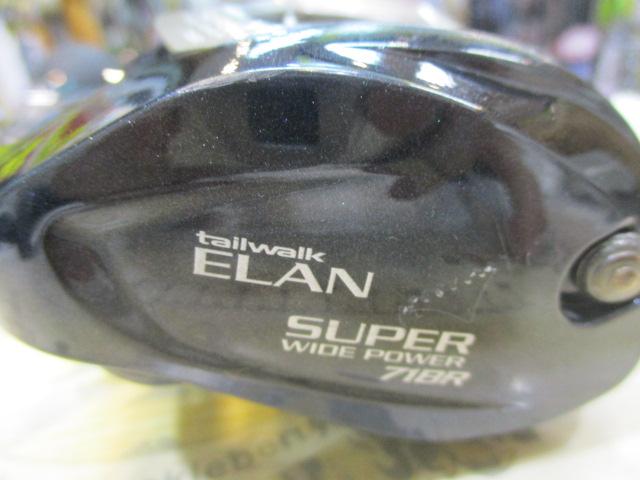 tailwalk
ELAN
SUPER
WIDE POWER
71BR